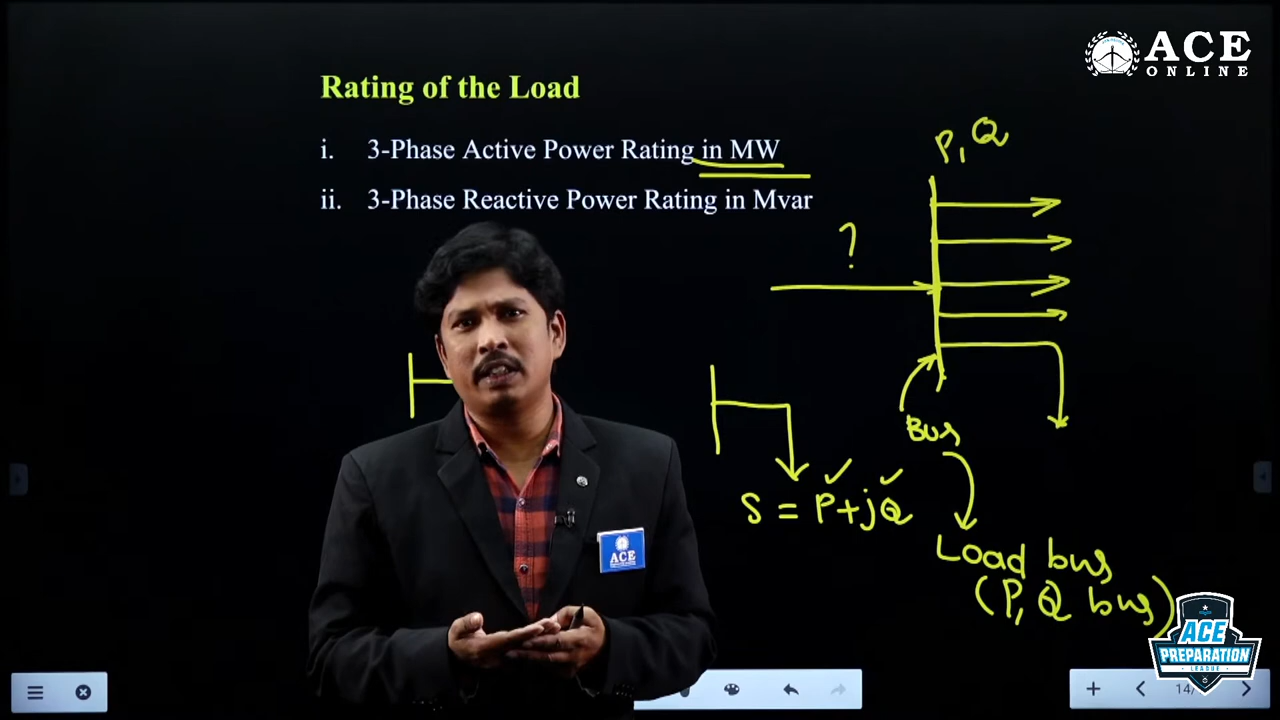 ACE
ONLINE
Rating of the Load
i. 3-Phase Active Power Rating in MW
ii. 3-Phase Reactive Power Rating in Mvar
P, Q
?
Bus
S = P+jQ
Load bus
(P, Q bus)
ACE
ACE
PREPARATION
LEAGUE
14/